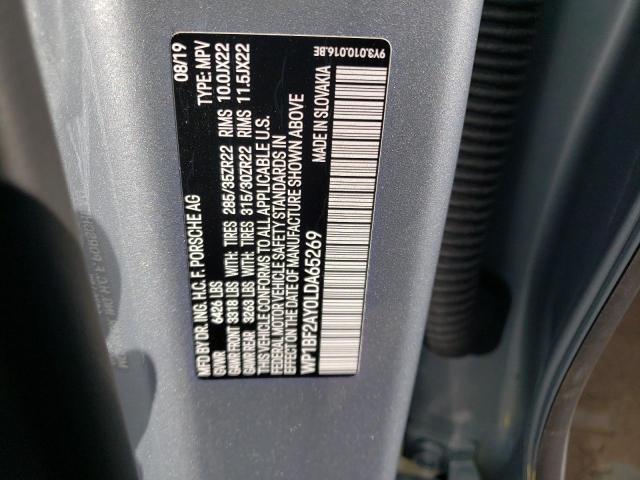 MFD BY DR. ING. H.C. F. PORSCHE AG 08/19
GVWR 6426 LBS TYPE: MPV
GAWR FRONT 3318 LBS WITH: TIRES 285/35ZR22 RIMS 10.0JX22
GAWR REAR 3263 LBS WITH: TIRES 315/30ZR22 RIMS 11.5JX22
THIS VEHICLE CONFORMS TO ALL APPLICABLE U.S.
FEDERAL MOTOR VEHICLE SAFETY STANDARDS IN
EFFECT ON THE DATE OF MANUFACTURE SHOWN ABOVE
WP1BF2AY0LDA65269 MADE IN SLOVAKIA
9Y3.010.016.BE